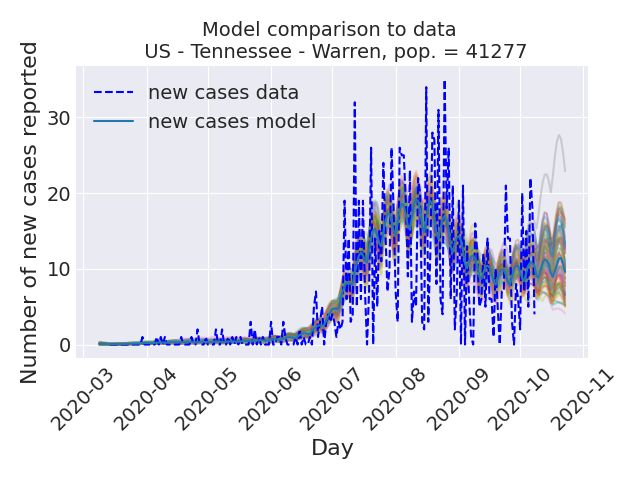 Model comparison to data
US - Tennessee - Warren, pop. = 41277
Number of new cases reported
30
20
10
0
new cases data
new cases model
2020-03
2020-04
2020-05
2020-06
2020-07
2020-08
2020-09
2020-10
2020-11
Day